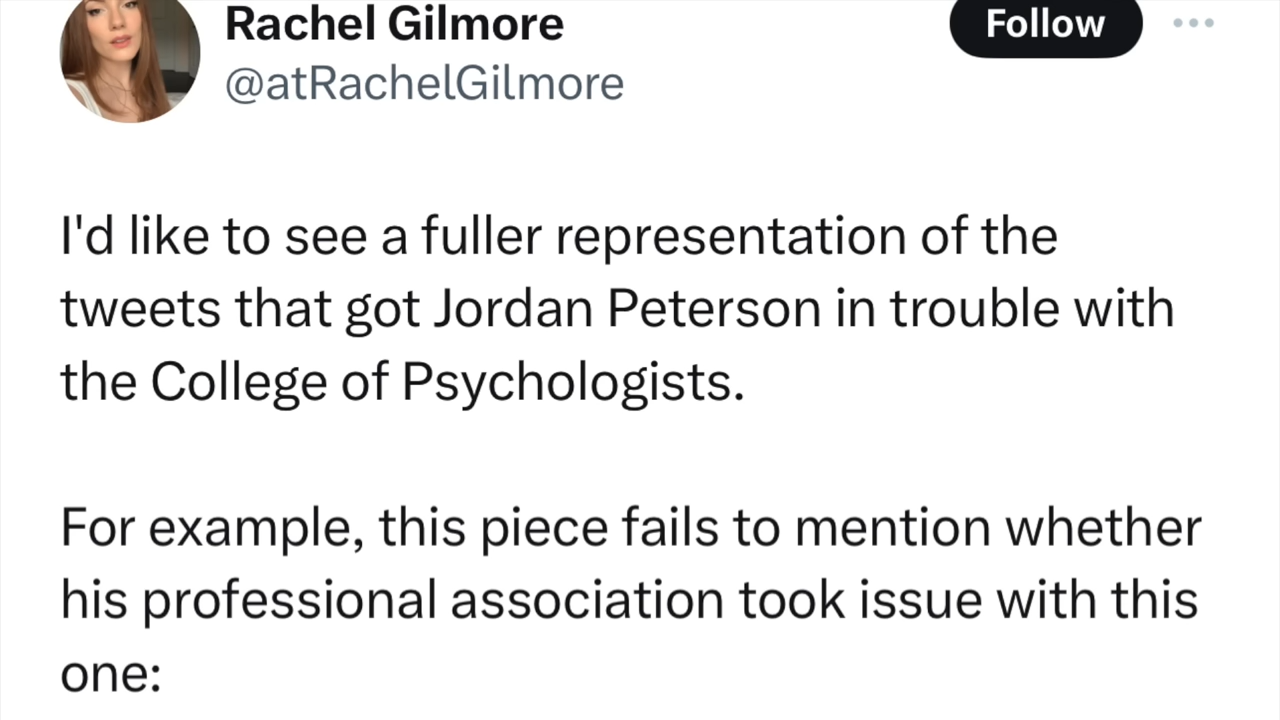 Rachel Gilmore
Follow
@atRachelGilmore
I'd like to see a fuller representation of the
tweets that got Jordan Peterson in trouble with
the College of Psychologists.
For example, this piece fails to mention whether
his professional association took issue with this
one: